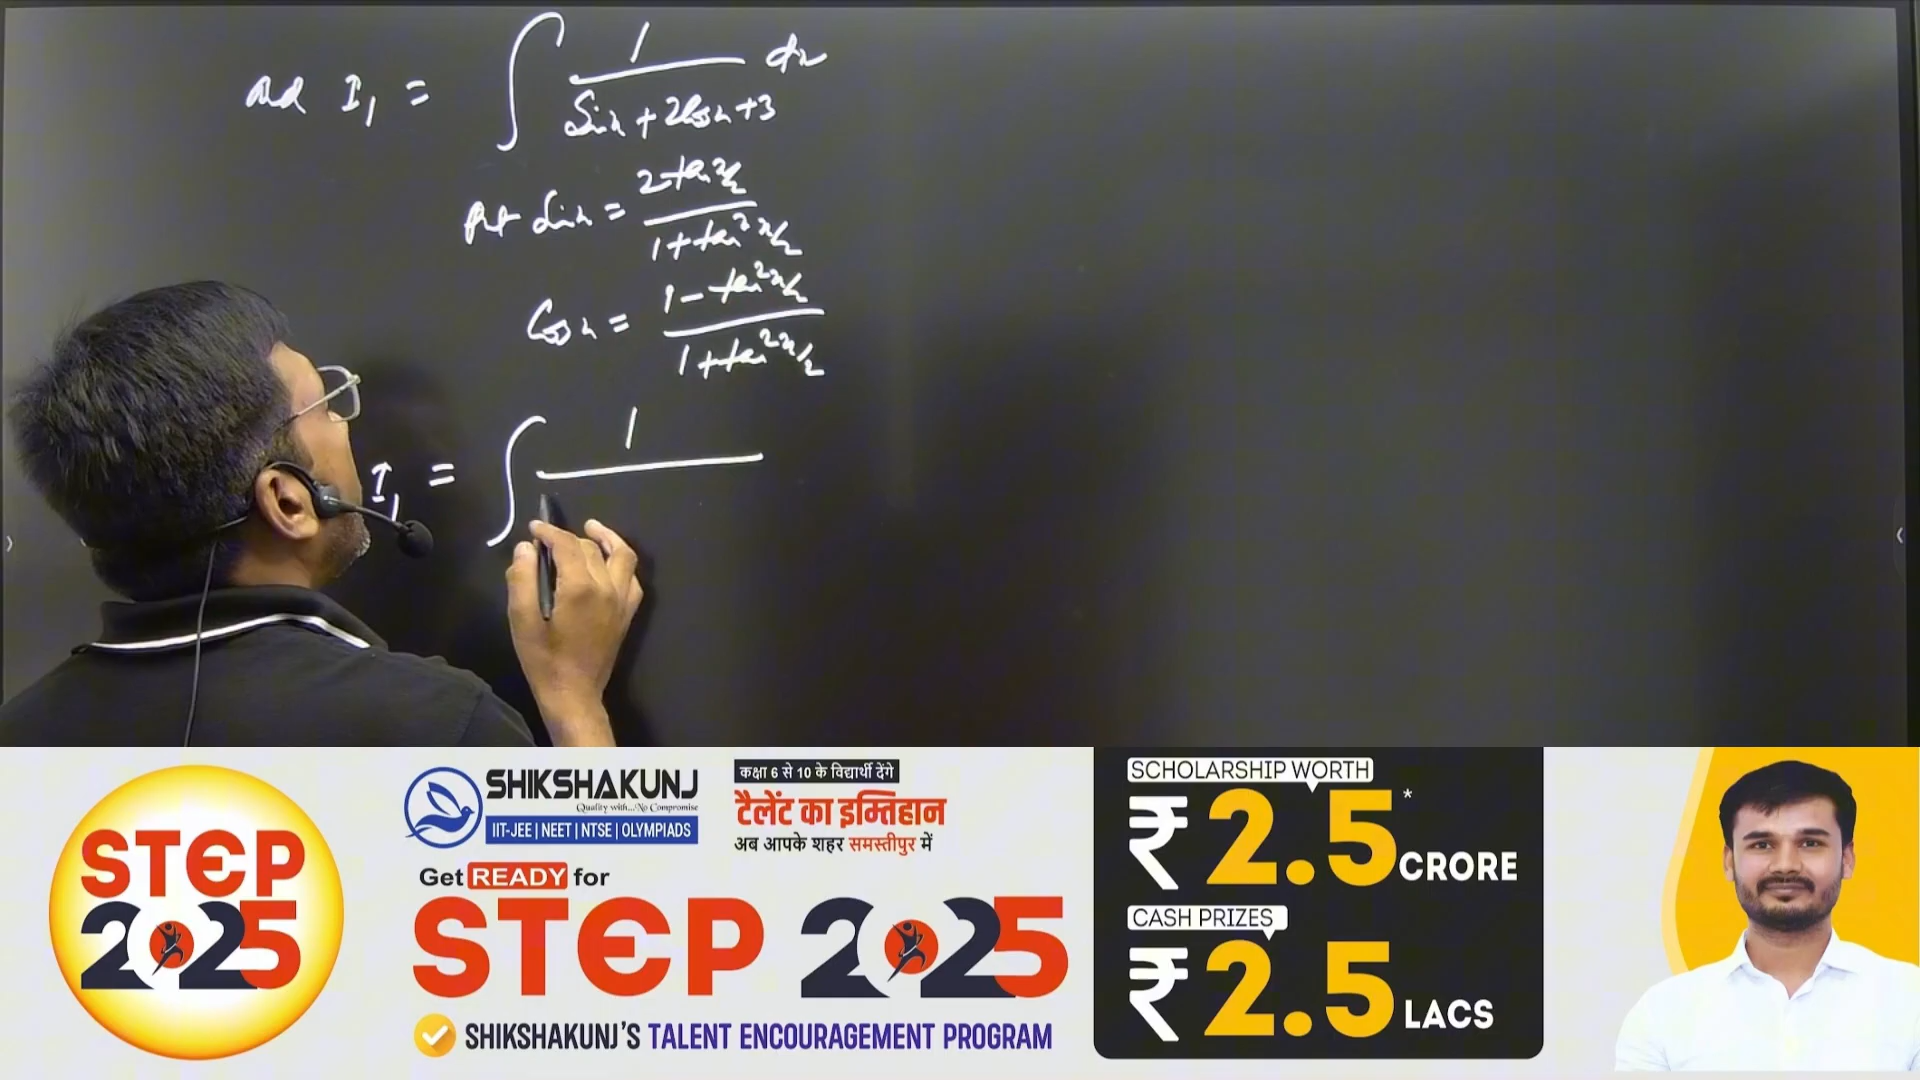 and I₁ = ∫ 1 / (Sinx + 2Cosx + 3) dx
Put Sinx = 2tan x/2 / (1 + tan² x/2)
Cosx = (1 - tan² x/2) / (1 + tan² x/2)
I₁ = ∫ 1
STEP
2025
SHIKSHAKUNJ
Quality with...No Compromise
IIT-JEE | NEET | NTSE | OLYMPIADS
कक्षा 6 से 10 के विद्यार्थी देंगे
टैलेंट का इम्तिहान
अब आपके शहर समस्तीपुर में
Get READY for
STEP 2025
SHIKSHAKUNJ'S TALENT ENCOURAGEMENT PROGRAM
SCHOLARSHIP WORTH
₹ 2.5* CRORE
CASH PRIZES
₹ 2.5 LACS